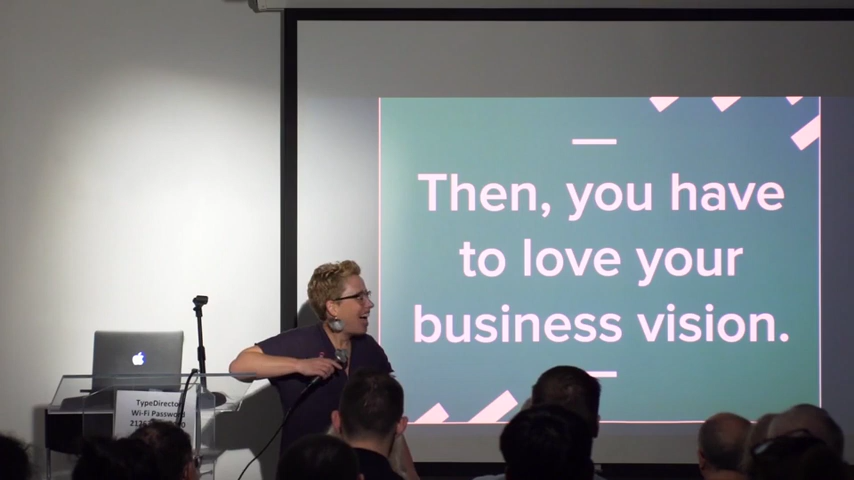 Then, you have
to love your
business vision.
TypeDirector
Wi-Fi Password